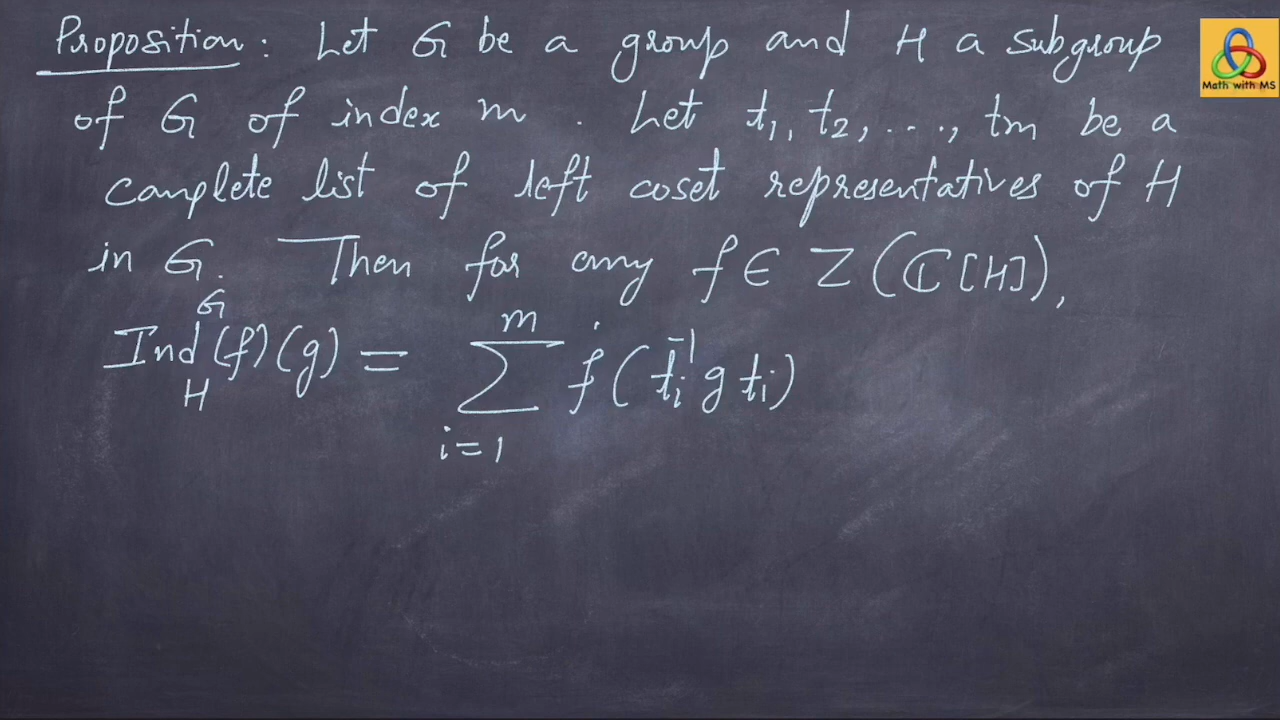 Proposition: Let G be a group and H a subgroup
Math with MS
of G of index m. Let t₁, t₂, ..., tm be a
complete list of left coset representatives of H
in G. Then for any f ∈ Z(ℂ[H]),
Ind_H^G (f)(g) = ∑_{i=1}^{m} ḟ(t_i⁻¹ g t_i)